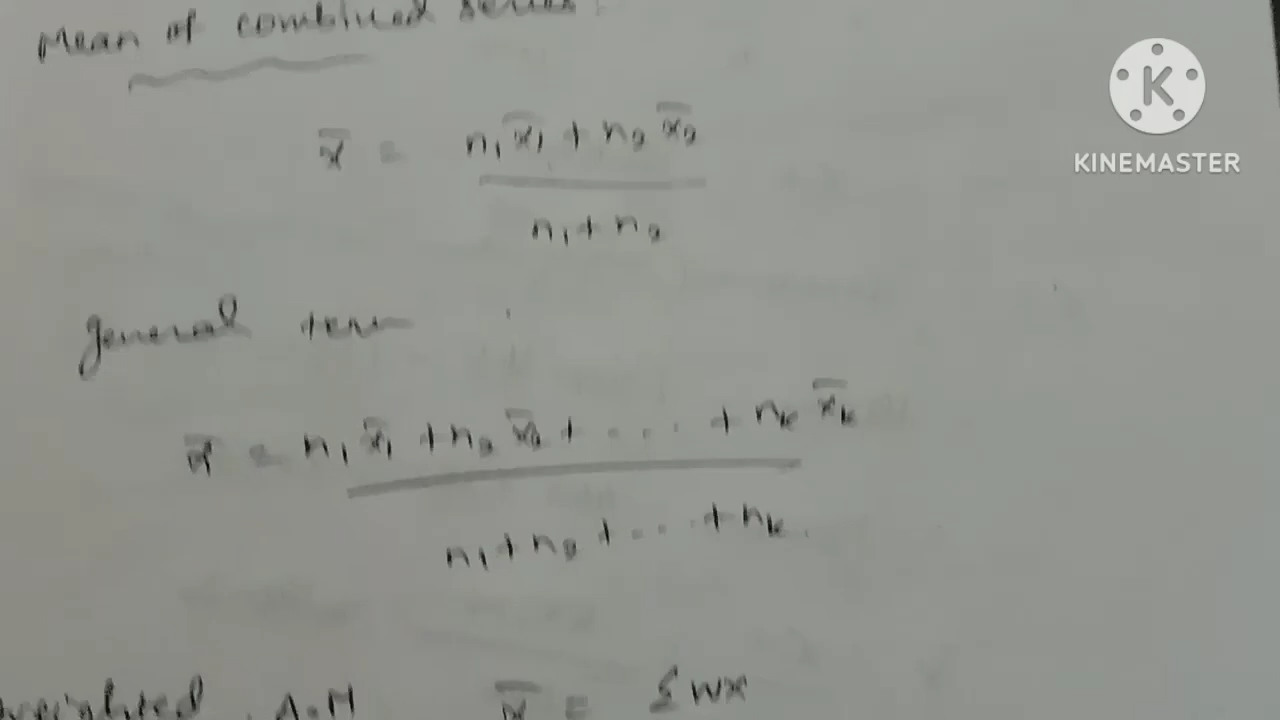 Mean of combined series:
x̄ = n₁x̄₁ + n₂x̄₂
n₁ + n₂
K
KINEMASTER
general term :
x̄ = n₁x̄₁ + n₂x̄₂ + .... + nₖx̄ₖ
n₁ + n₂ + .... + nₖ.
weighted A.M x̄ = Σwx